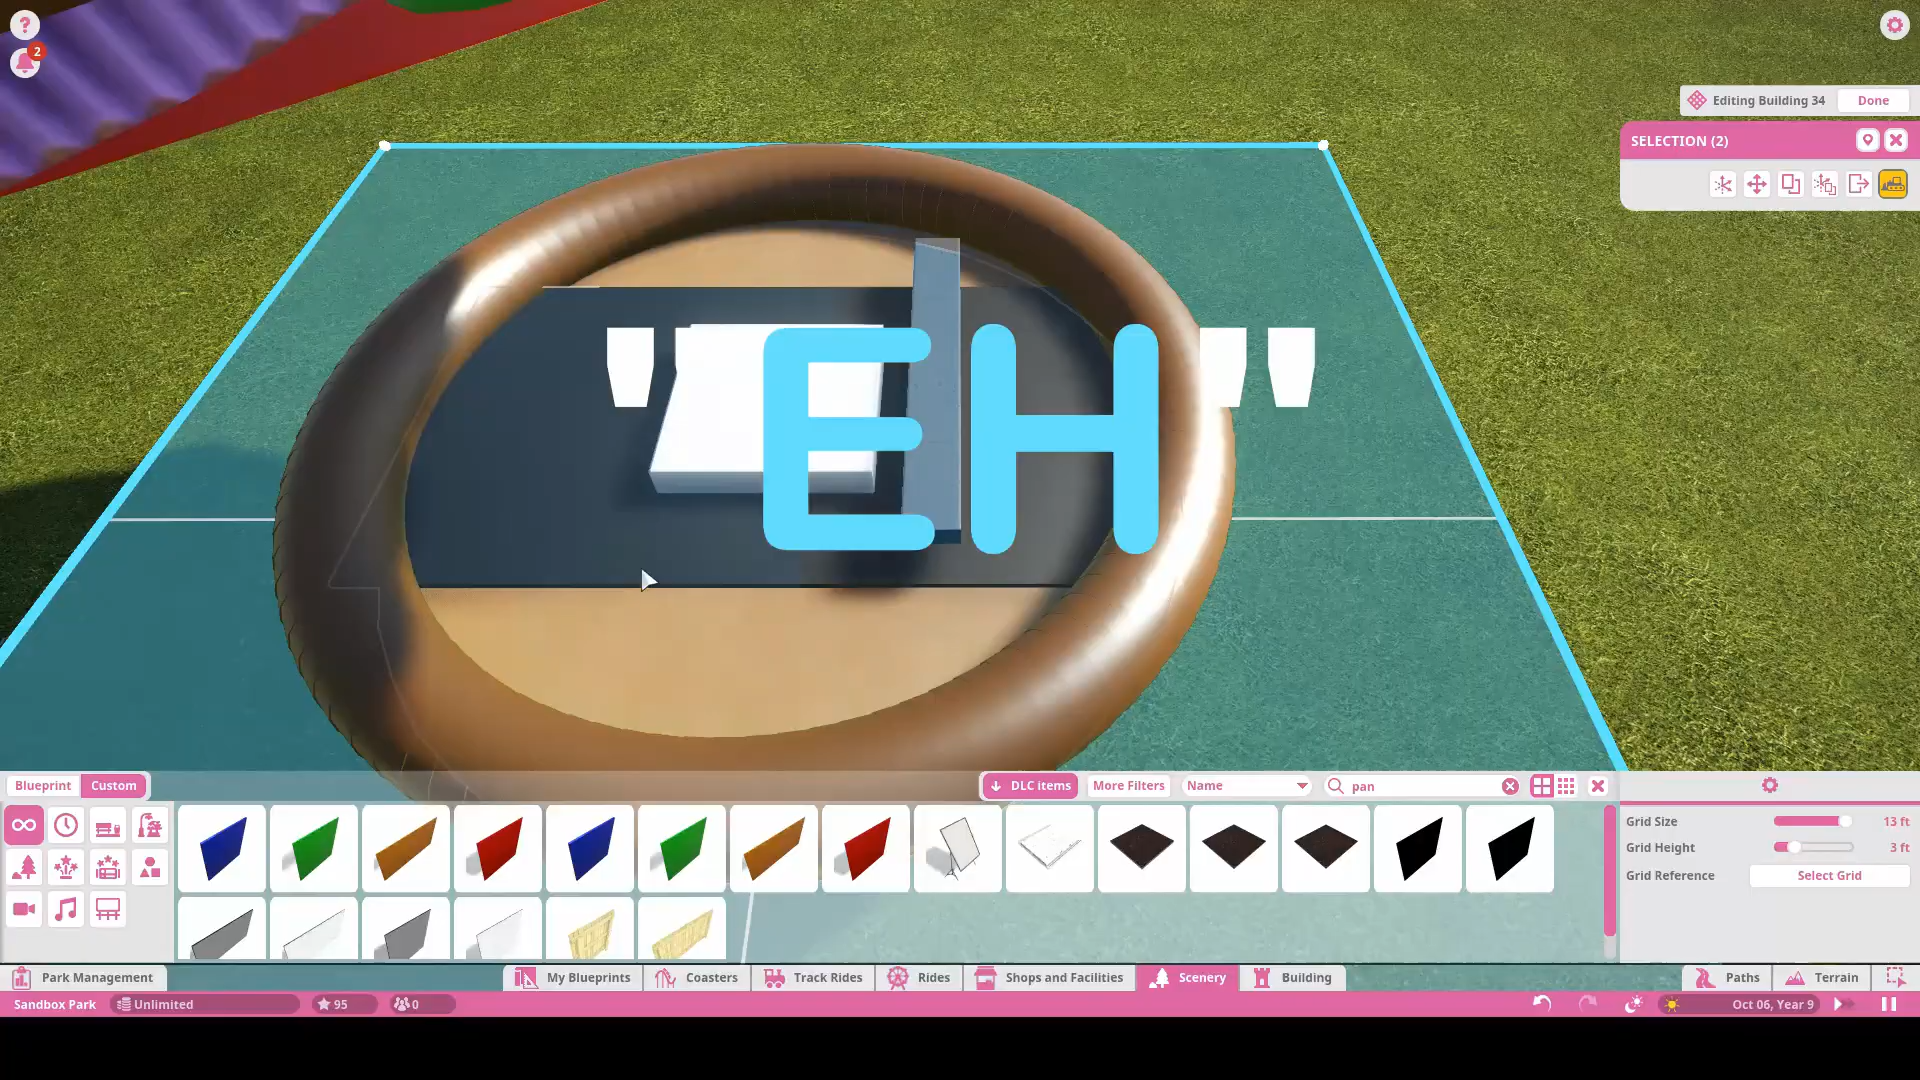 ?
2
Editing Building 34
Done
SELECTION (2)
"EH"
Blueprint
Custom
DLC items
More Filters
Name
pan
Grid Size
13 ft
Grid Height
3 ft
Grid Reference
Select Grid
Park Management
My Blueprints
Coasters
Track Rides
Rides
Shops and Facilities
Scenery
Building
Paths
Terrain
Sandbox Park
Unlimited
95
0
Oct 06, Year 9